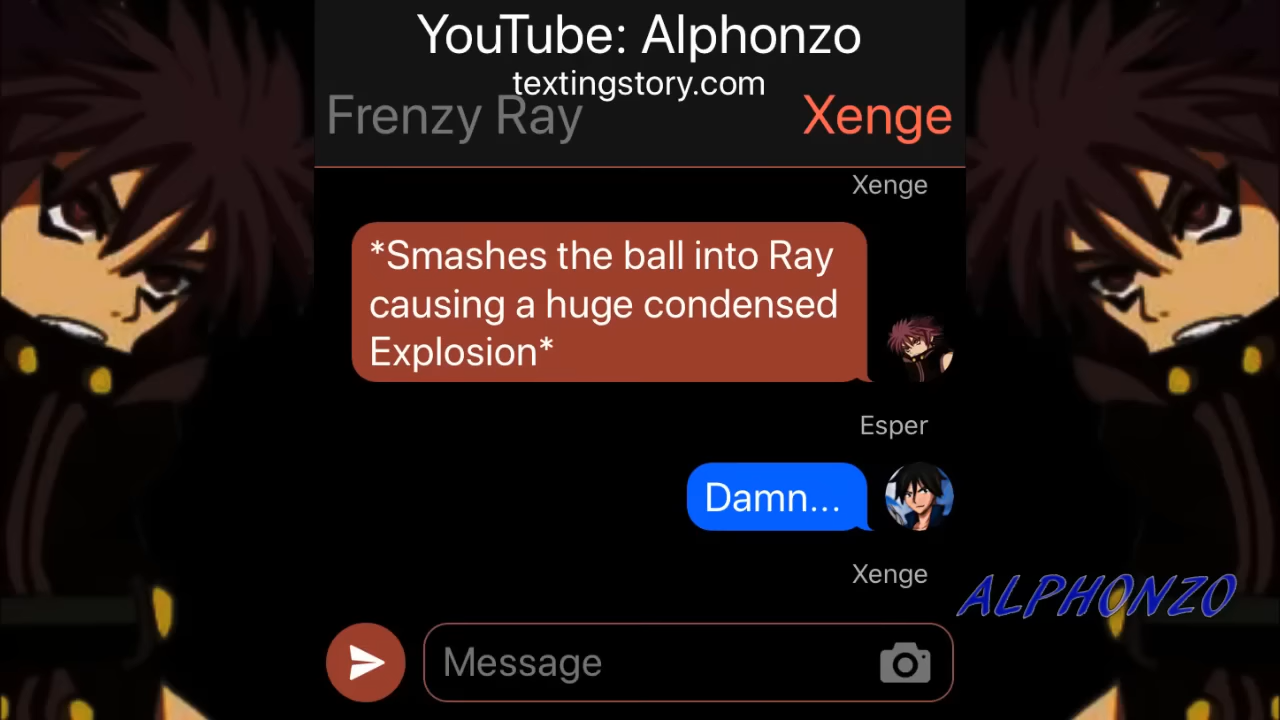 YouTube: Alphonzo
textingstory.com
Frenzy Ray Xenge
Xenge
*Smashes the ball into Ray
causing a huge condensed
Explosion*
Esper
Damn...
Xenge
ALPHONZO
Message